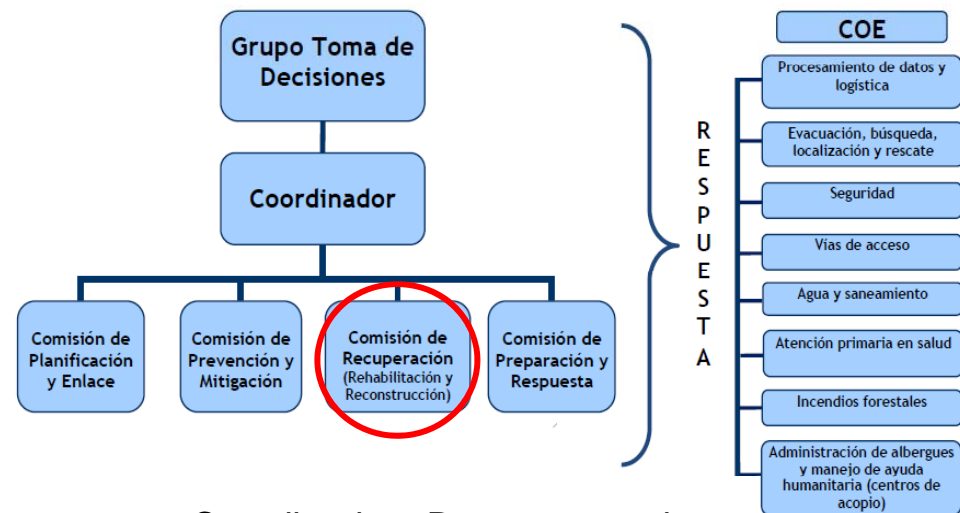 Grupo Toma de
Decisiones
Coordinador
Comisión de
Planificación
y Enlace
Comisión de
Prevención y
Mitigación
Comisión de
Recuperación
(Rehabilitación y
Reconstrucción)
Comisión de
Preparación y
Respuesta
R
E
S
P
U
E
S
T
A
COE
Procesamiento de datos y
logística
Evacuación, búsqueda,
localización y rescate
Seguridad
Vías de acceso
Agua y saneamiento
Atención primaria en salud
Incendios forestales
Administración de albergues
y manejo de ayuda
humanitaria (centros de
acopio)